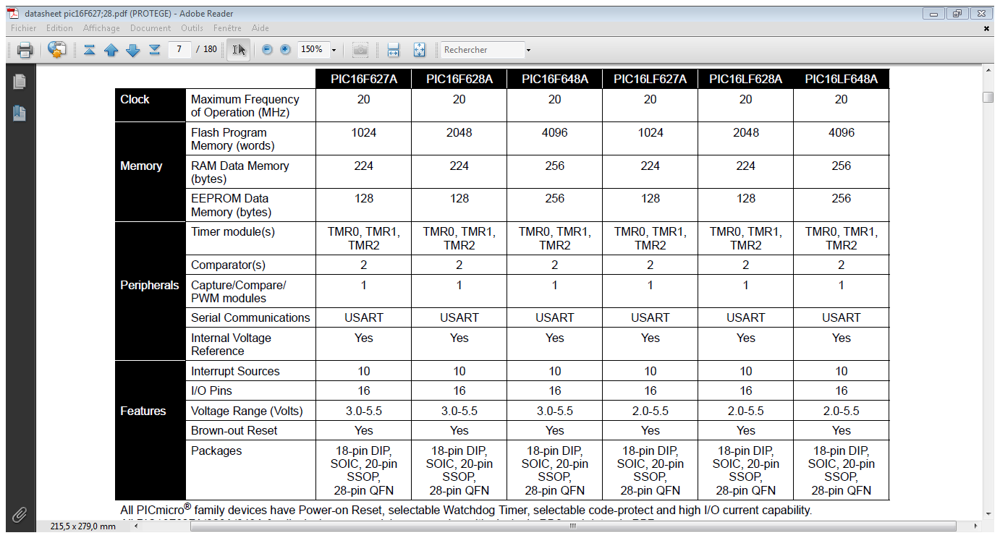 datasheet pic16F627;28.pdf (PROTEGE) - Adobe Reader
Fichier Edition Affichage Document Outils Fenêtre Aide
7 / 180 150% Rechercher
PIC16F627A PIC16F628A PIC16F648A PIC16LF627A PIC16LF628A PIC16LF648A
Clock Maximum Frequency 20 20 20 20 20 20
of Operation (MHz)
Flash Program 1024 2048 4096 1024 2048 4096
Memory (words)
Memory RAM Data Memory 224 224 256 224 224 256
(bytes)
EEPROM Data 128 128 256 128 128 256
Memory (bytes)
Timer module(s) TMR0, TMR1, TMR0, TMR1, TMR0, TMR1, TMR0, TMR1, TMR0, TMR1, TMR0, TMR1,
TMR2 TMR2 TMR2 TMR2 TMR2 TMR2
Comparator(s) 2 2 2 2 2 2
Peripherals Capture/Compare/ 1 1 1 1 1 1
PWM modules
Serial Communications USART USART USART USART USART USART
Internal Voltage Yes Yes Yes Yes Yes Yes
Reference
Interrupt Sources 10 10 10 10 10 10
I/O Pins 16 16 16 16 16 16
Features Voltage Range (Volts) 3.0-5.5 3.0-5.5 3.0-5.5 2.0-5.5 2.0-5.5 2.0-5.5
Brown-out Reset Yes Yes Yes Yes Yes Yes
Packages 18-pin DIP, 18-pin DIP, 18-pin DIP, 18-pin DIP, 18-pin DIP, 18-pin DIP,
SOIC, 20-pin SOIC, 20-pin SOIC, 20-pin SOIC, 20-pin SOIC, 20-pin SOIC, 20-pin
SSOP, SSOP, SSOP, SSOP, SSOP, SSOP,
28-pin QFN 28-pin QFN 28-pin QFN 28-pin QFN 28-pin QFN 28-pin QFN
All PICmicro® family devices have Power-on Reset, selectable Watchdog Timer, selectable code-protect and high I/O current capability.
215,5 x 279,0 mm